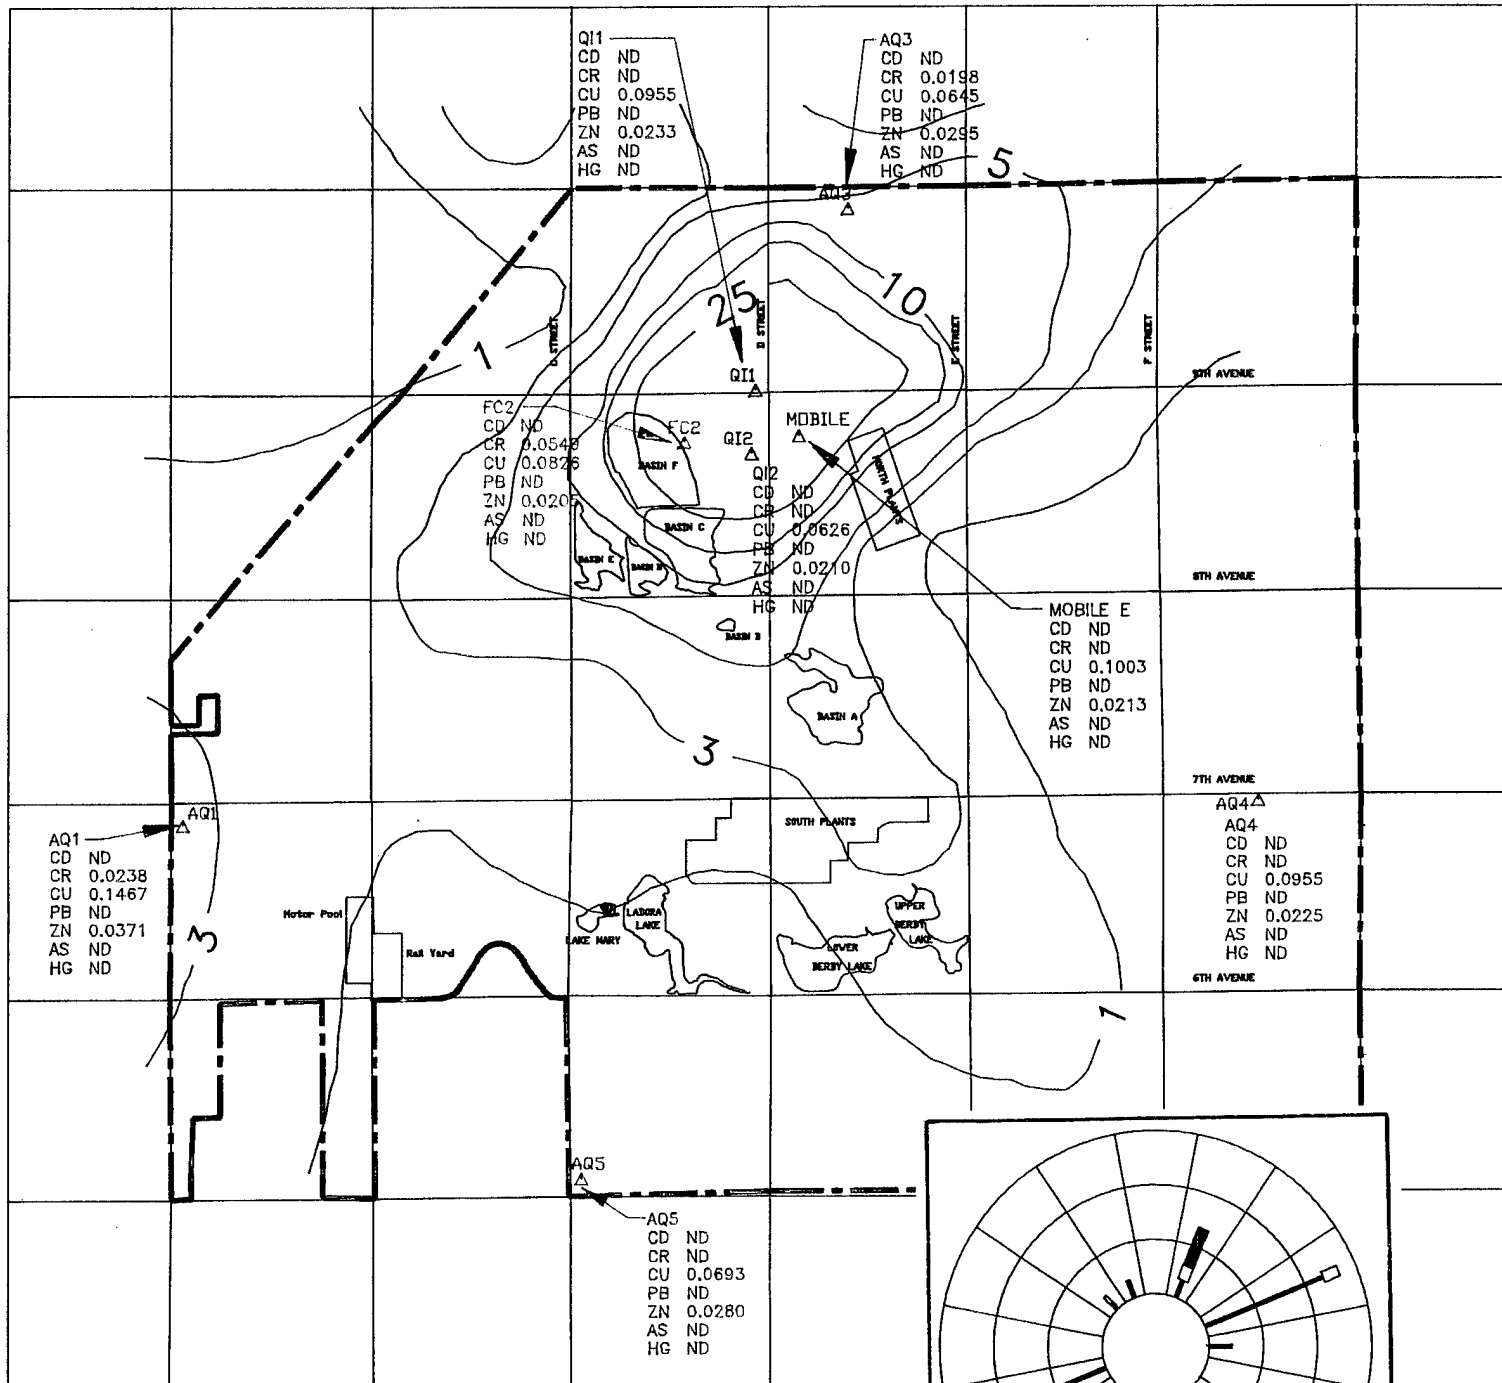 QI1
CD ND
CR ND
CU 0.0955
PB ND
ZN 0.0233
AS ND
HG ND
AQ3
CD ND
CR 0.0198
CU 0.0645
PB ND
ZN 0.0295
AS ND
HG ND
5
AQ3
10
25
D STREET
C STREET
E STREET
F STREET
1
9TH AVENUE
QI1
FC2
CD ND
CR 0.0549
CU 0.0826
PB ND
ZN 0.0205
AS ND
HG ND
FC2
QI2
MOBILE
BASIN F
NORTH PLANTS
QI2
CD ND
CR ND
CU 0.0626
PB ND
ZN 0.0210
AS ND
HG ND
BASIN C
BASIN E
8TH AVENUE
MOBILE E
CD ND
CR ND
CU 0.1003
PB ND
ZN 0.0213
AS ND
HG ND
BASIN A
3
7TH AVENUE
AQ4
AQ4
CD ND
CR ND
CU 0.0955
PB ND
ZN 0.0225
AS ND
HG ND
SOUTH PLANTS
AQ1
AQ1
CD ND
CR 0.0238
CU 0.1467
PB ND
ZN 0.0371
AS ND
HG ND
3
Motor Pool
Rail Yard
LAKE MARY
LADORA
LAKE
UPPER
DERBY
LAKE
LOWER
DERBY LAKE
6TH AVENUE
1
AQ5
AQ5
CD ND
CR ND
CU 0.0693
PB ND
ZN 0.0280
AS ND
HG ND